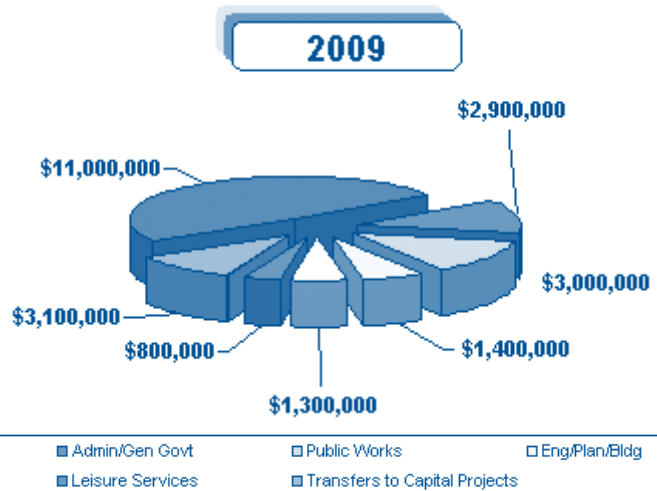 2009
$2,900,000
$11,000,000
$3,000,000
$3,100,000
$800,000
$1,400,000
$1,300,000
Admin/Gen Govt
Public Works
Eng/Plan/Bldg
Leisure Services
Transfers to Capital Projects